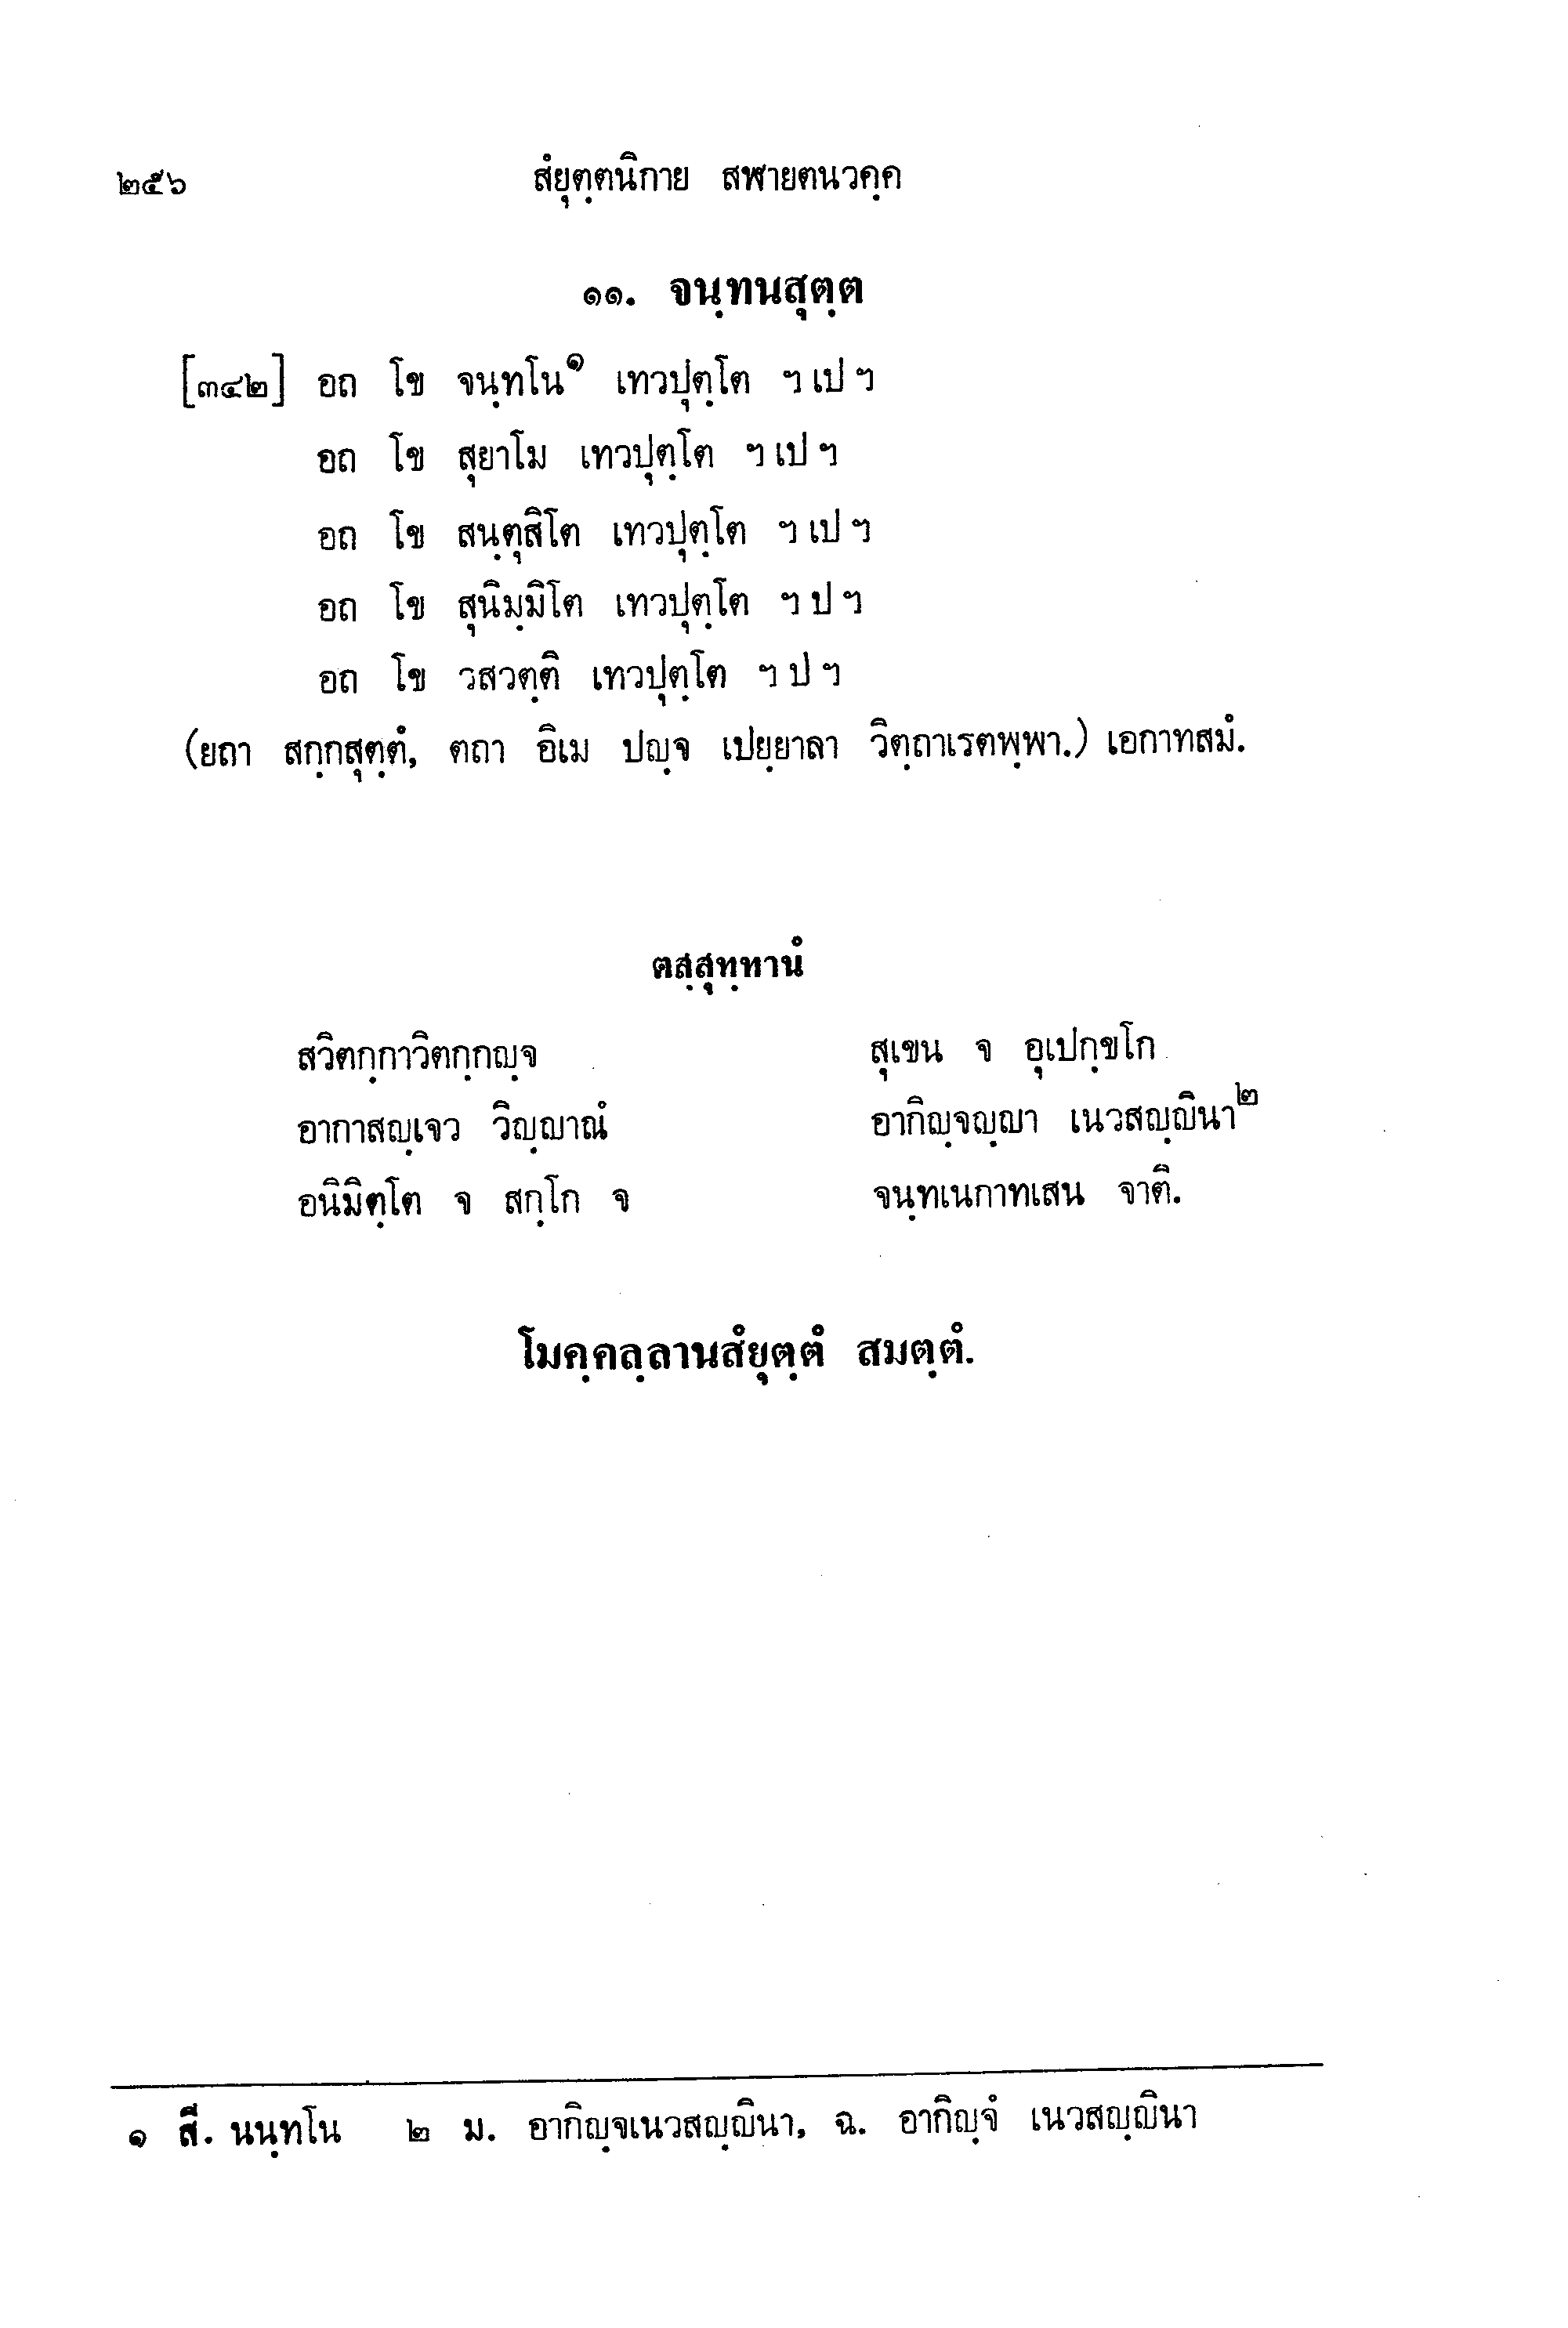 ๒๕๖ สํยุตฺตนิกาย สฬายตนวคฺค
๑๑. จนฺทนสุตฺต
[๓๔๒] อถ โข จนฺทโน๑ เทวปุตฺโต ฯ เป ฯ
อถ โข สุยาโม เทวปุตฺโต ฯ เป ฯ
อถ โข สนฺตุสิโต เทวปุตฺโต ฯ เป ฯ
อถ โข สุนิมฺมิโต เทวปุตฺโต ฯ ป ฯ
อถ โข วสวตฺติ เทวปุตฺโต ฯ ป ฯ
(ยถา สกฺกสุตฺตํ, ตถา อิเม ปญฺจ เปยฺยาลา วิตฺถาเรตพฺพา.) เอกาทสมํ.
ตสฺสุทฺทานํ
สวิตกฺกาวิตกฺกญฺจ สุเขน จ อุเปกฺขโก
อากาสญฺเจว วิญฺญาณํ อากิญฺจญฺญา เนวสญฺญินา๒
อนิมิตฺโต จ สกฺโก จ จนฺทเนกาทเสน จาติ.
โมคฺคลฺลานสํยุตฺตํ สมตฺตํ.
๑ สี. นนฺทโน ๒ ม. อากิญฺจเนวสญฺญินา, ฉ. อากิญฺจํ เนวสญฺญินา